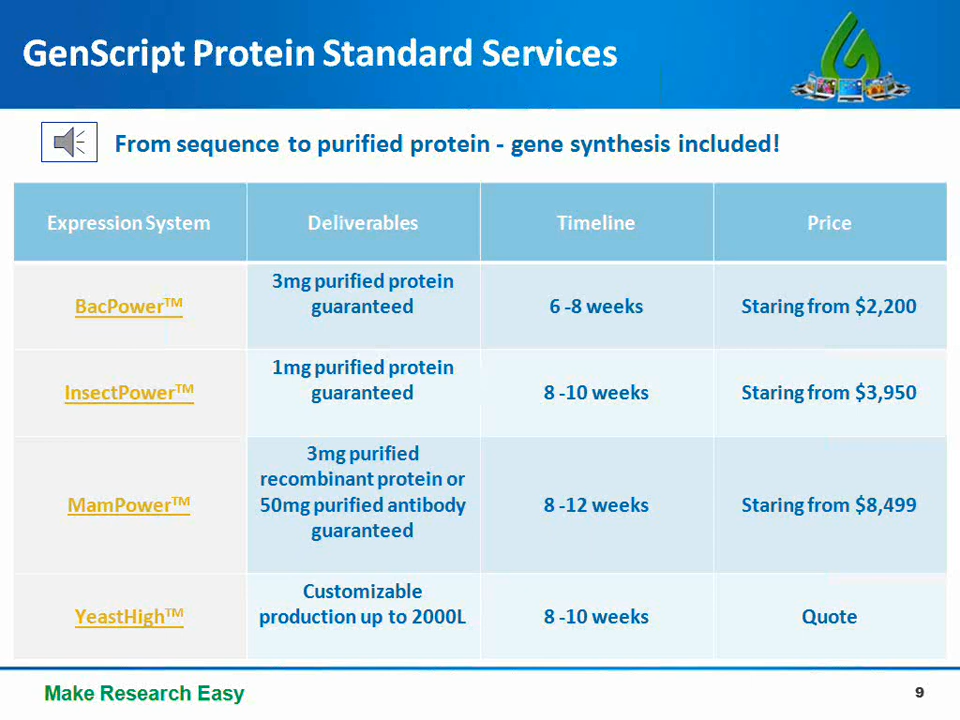 GenScript Protein Standard Services
From sequence to purified protein - gene synthesis included!
Expression System
Deliverables
Timeline
Price
BacPower™
3mg purified protein
guaranteed
6 -8 weeks
Staring from $2,200
InsectPower™
1mg purified protein
guaranteed
8 -10 weeks
Staring from $3,950
MamPower™
3mg purified
recombinant protein or
50mg purified antibody
guaranteed
8 -12 weeks
Staring from $8,499
YeastHigh™
Customizable
production up to 2000L
8 -10 weeks
Quote
Make Research Easy
9